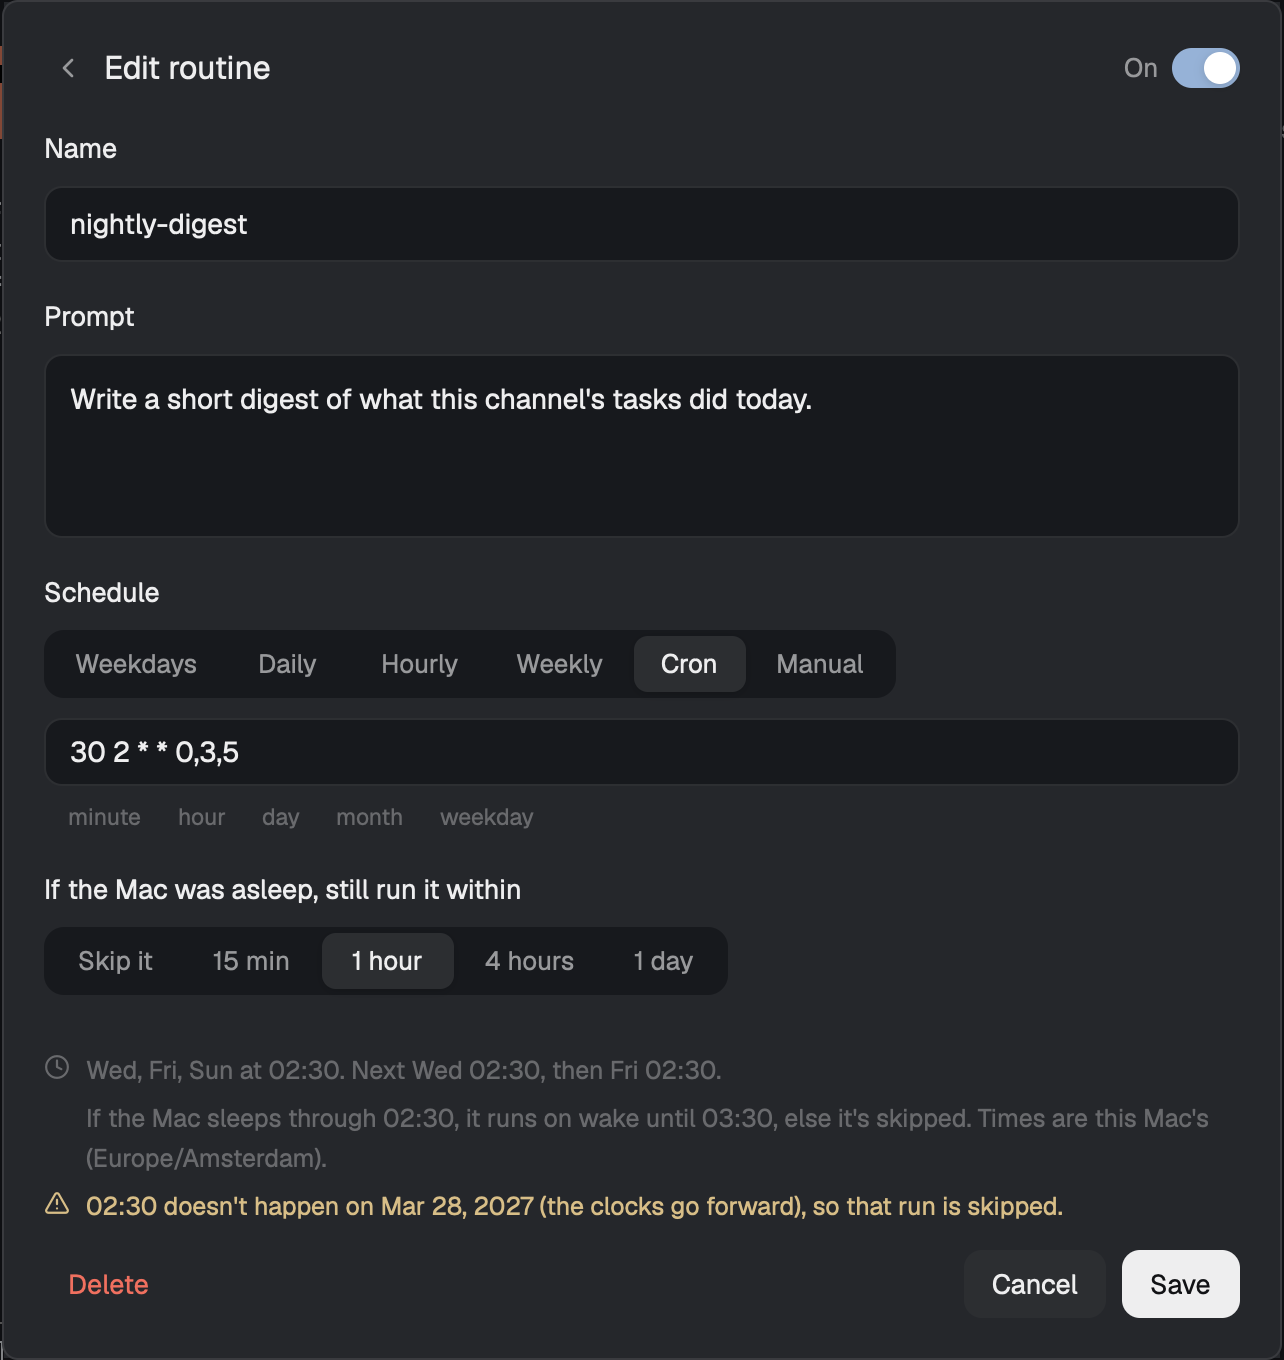 Edit routine
On
Name
nightly-digest
Prompt
Write a short digest of what this channel's tasks did today.
Schedule
Weekdays Daily Hourly Weekly Cron Manual
30 2 * * 0,3,5
minute hour day month weekday
If the Mac was asleep, still run it within
Skip it 15 min 1 hour 4 hours 1 day
Wed, Fri, Sun at 02:30. Next Wed 02:30, then Fri 02:30.
If the Mac sleeps through 02:30, it runs on wake until 03:30, else it's skipped. Times are this Mac's
(Europe/Amsterdam).
02:30 doesn't happen on Mar 28, 2027 (the clocks go forward), so that run is skipped.
Delete
Cancel
Save